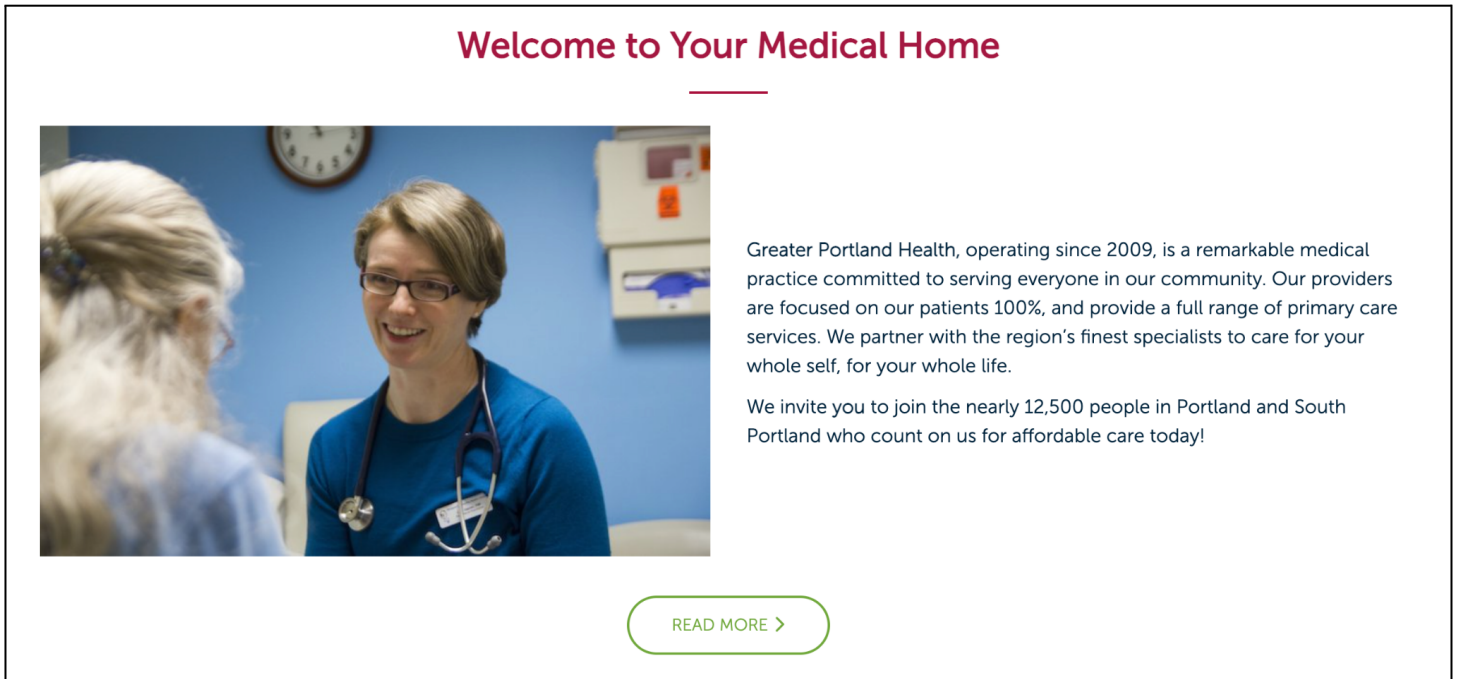 Welcome to Your Medical Home
Greater Portland Health, operating since 2009, is a remarkable medical
practice committed to serving everyone in our community. Our providers
are focused on our patients 100%, and provide a full range of primary care
services. We partner with the region's finest specialists to care for your
whole self, for your whole life.
We invite you to join the nearly 12,500 people in Portland and South
Portland who count on us for affordable care today!
READ MORE